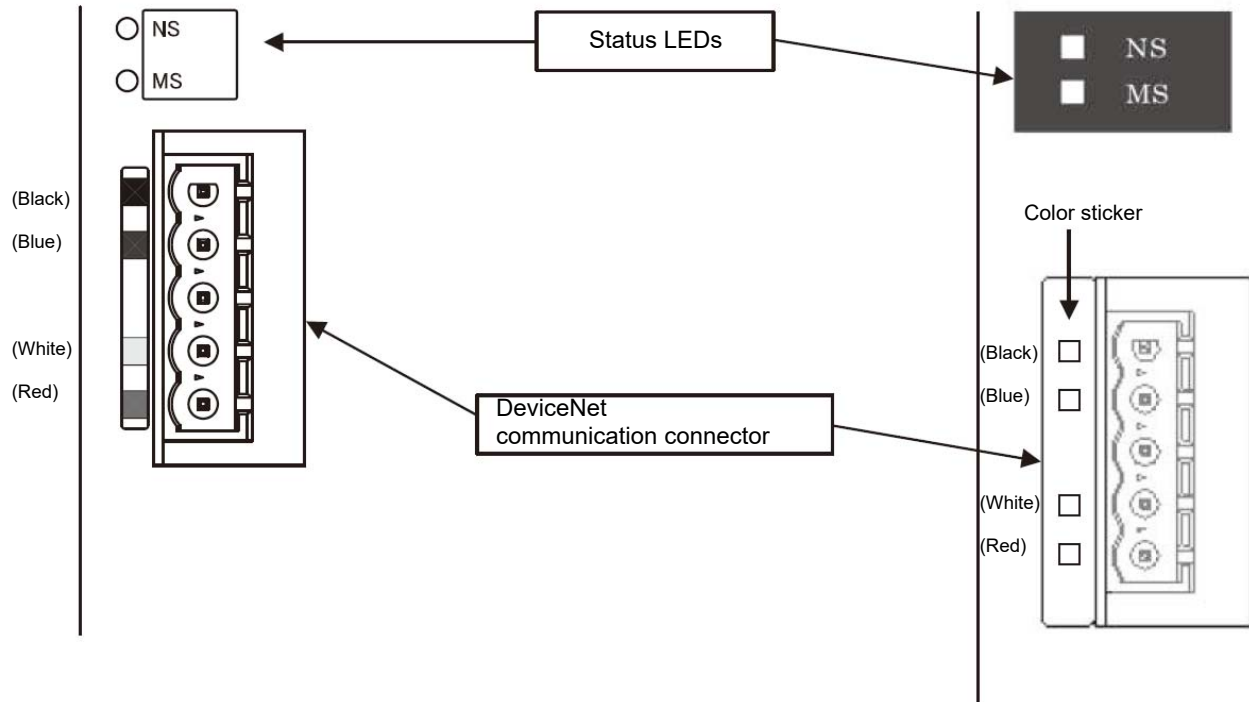 NS
MS
Status LEDs
NS
MS
(Black)
(Blue)
(White)
(Red)
Color sticker
DeviceNet
communication connector
(Black)
(Blue)
(White)
(Red)